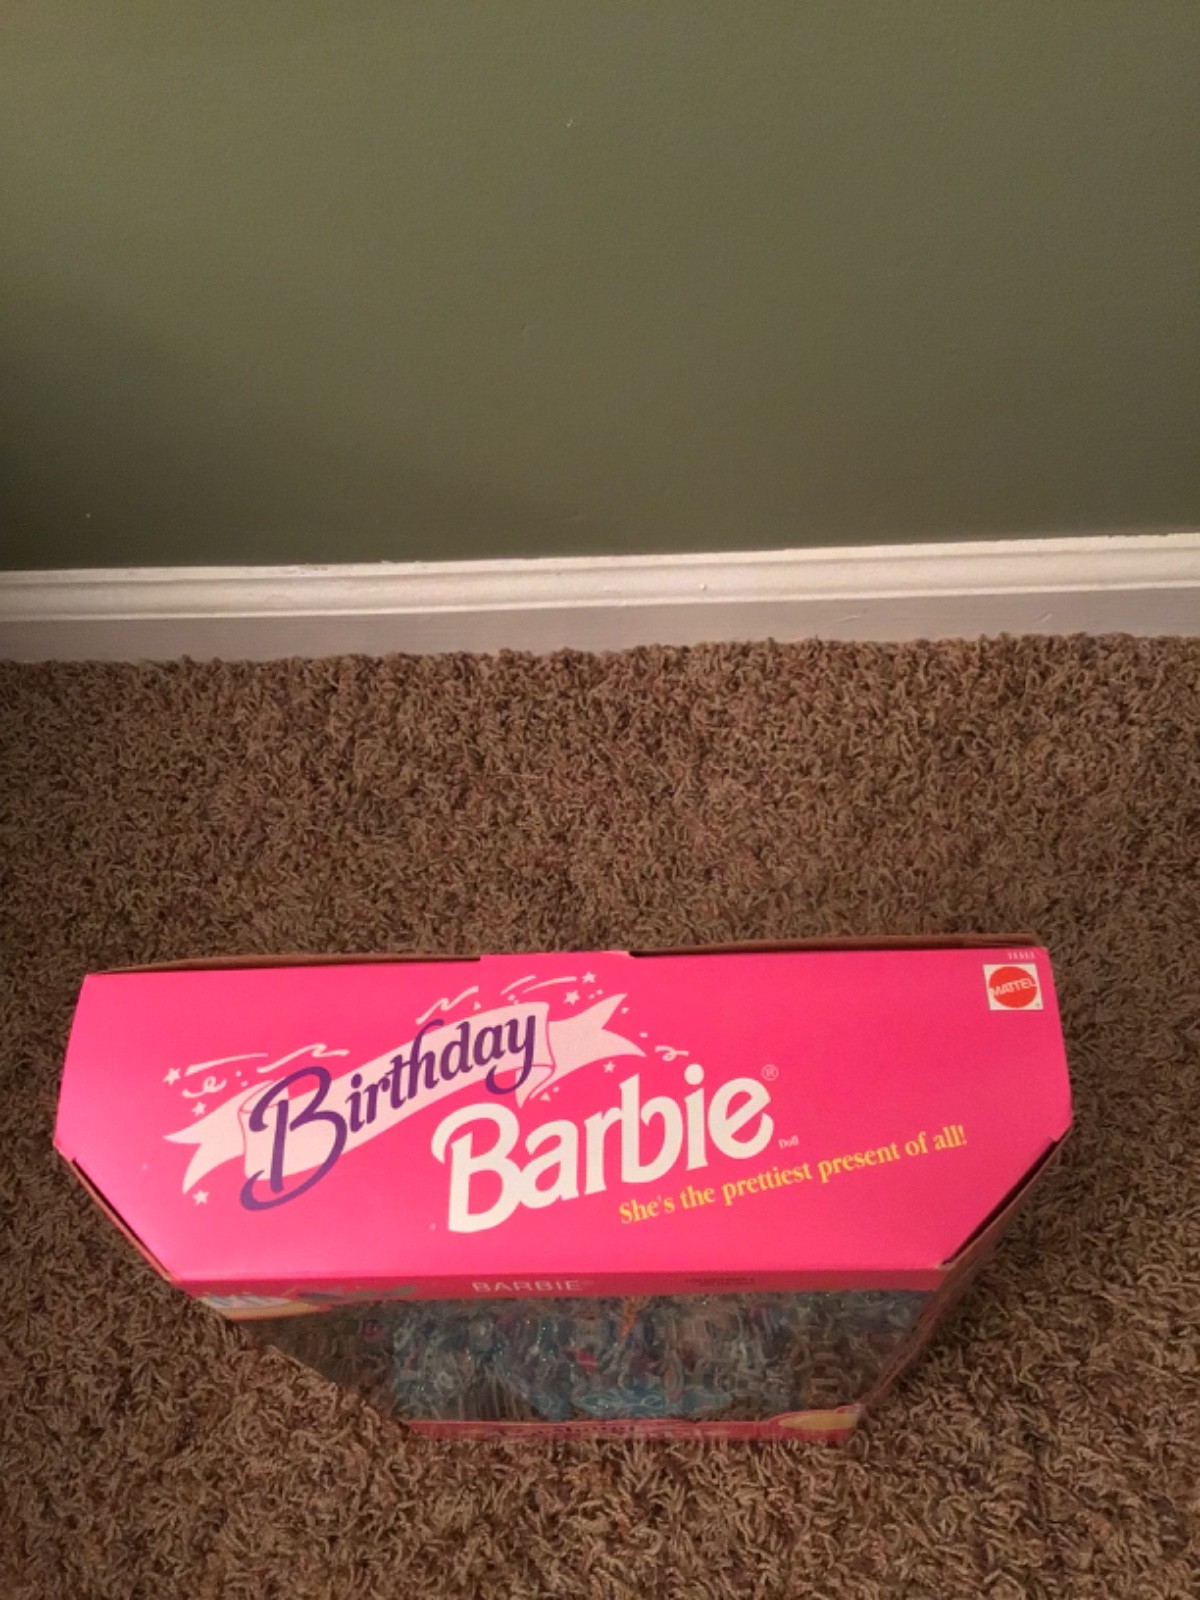 MATTEL
Birthday
Barbie®
Doll
She's the prettiest present of all!
BARBIE